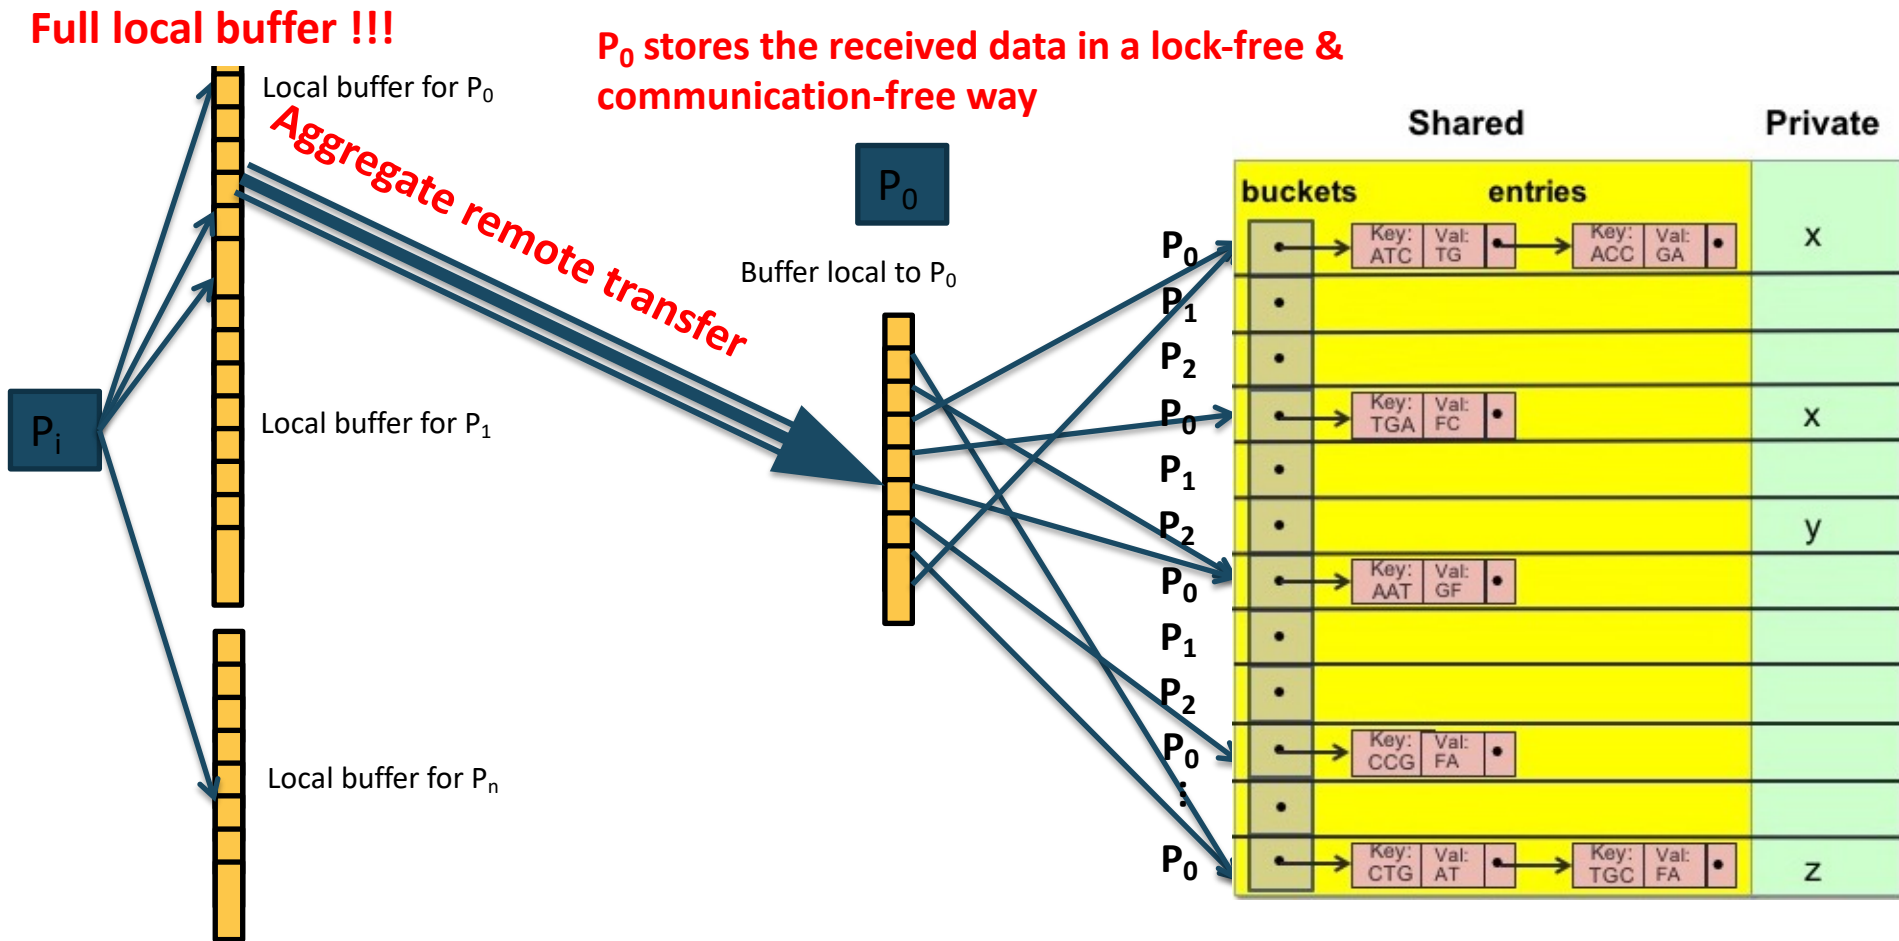 Full local buffer !!!
P₀ stores the received data in a lock-free &
communication-free way
Local buffer for P₀
Aggregate remote transfer
Shared
Private
P₀
buckets
entries
Buffer local to P₀
Pᵢ
Local buffer for P₁
Local buffer for Pₙ
P₀
Key: Val:
ATC TG
Key: Val:
ACC GA
x
P₁
P₂
P₀
Key: Val:
TGA FC
x
P₁
P₂
y
P₀
Key: Val:
AAT GF
P₁
P₂
P₀
Key: Val:
CCG FA
⋮
P₀
Key: Val:
CTG AT
Key: Val:
TGC FA
z